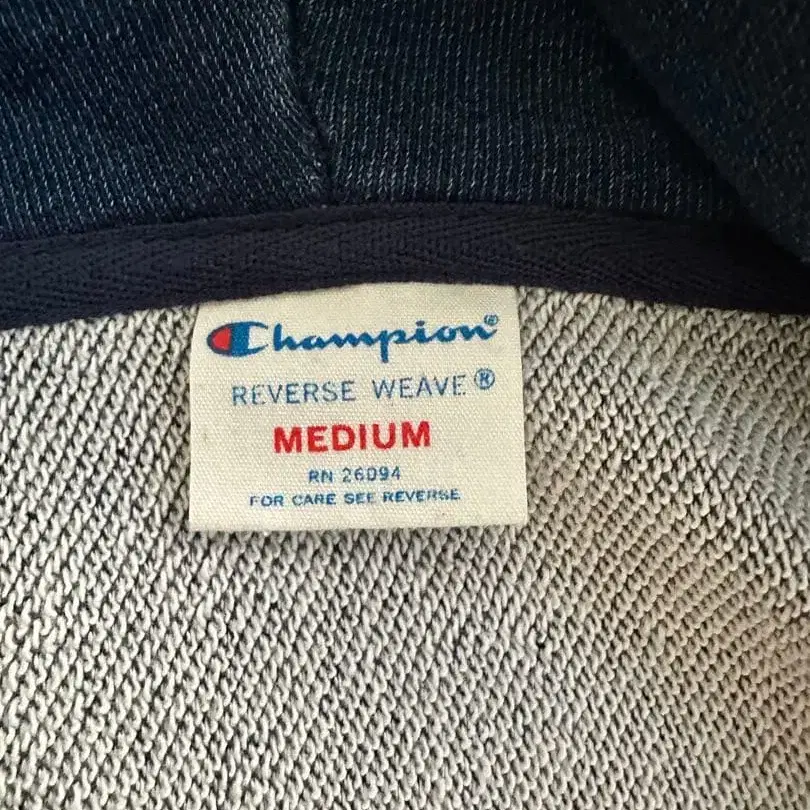 Champion®
REVERSE WEAVE®
MEDIUM
RN 26094
FOR CARE SEE REVERSE